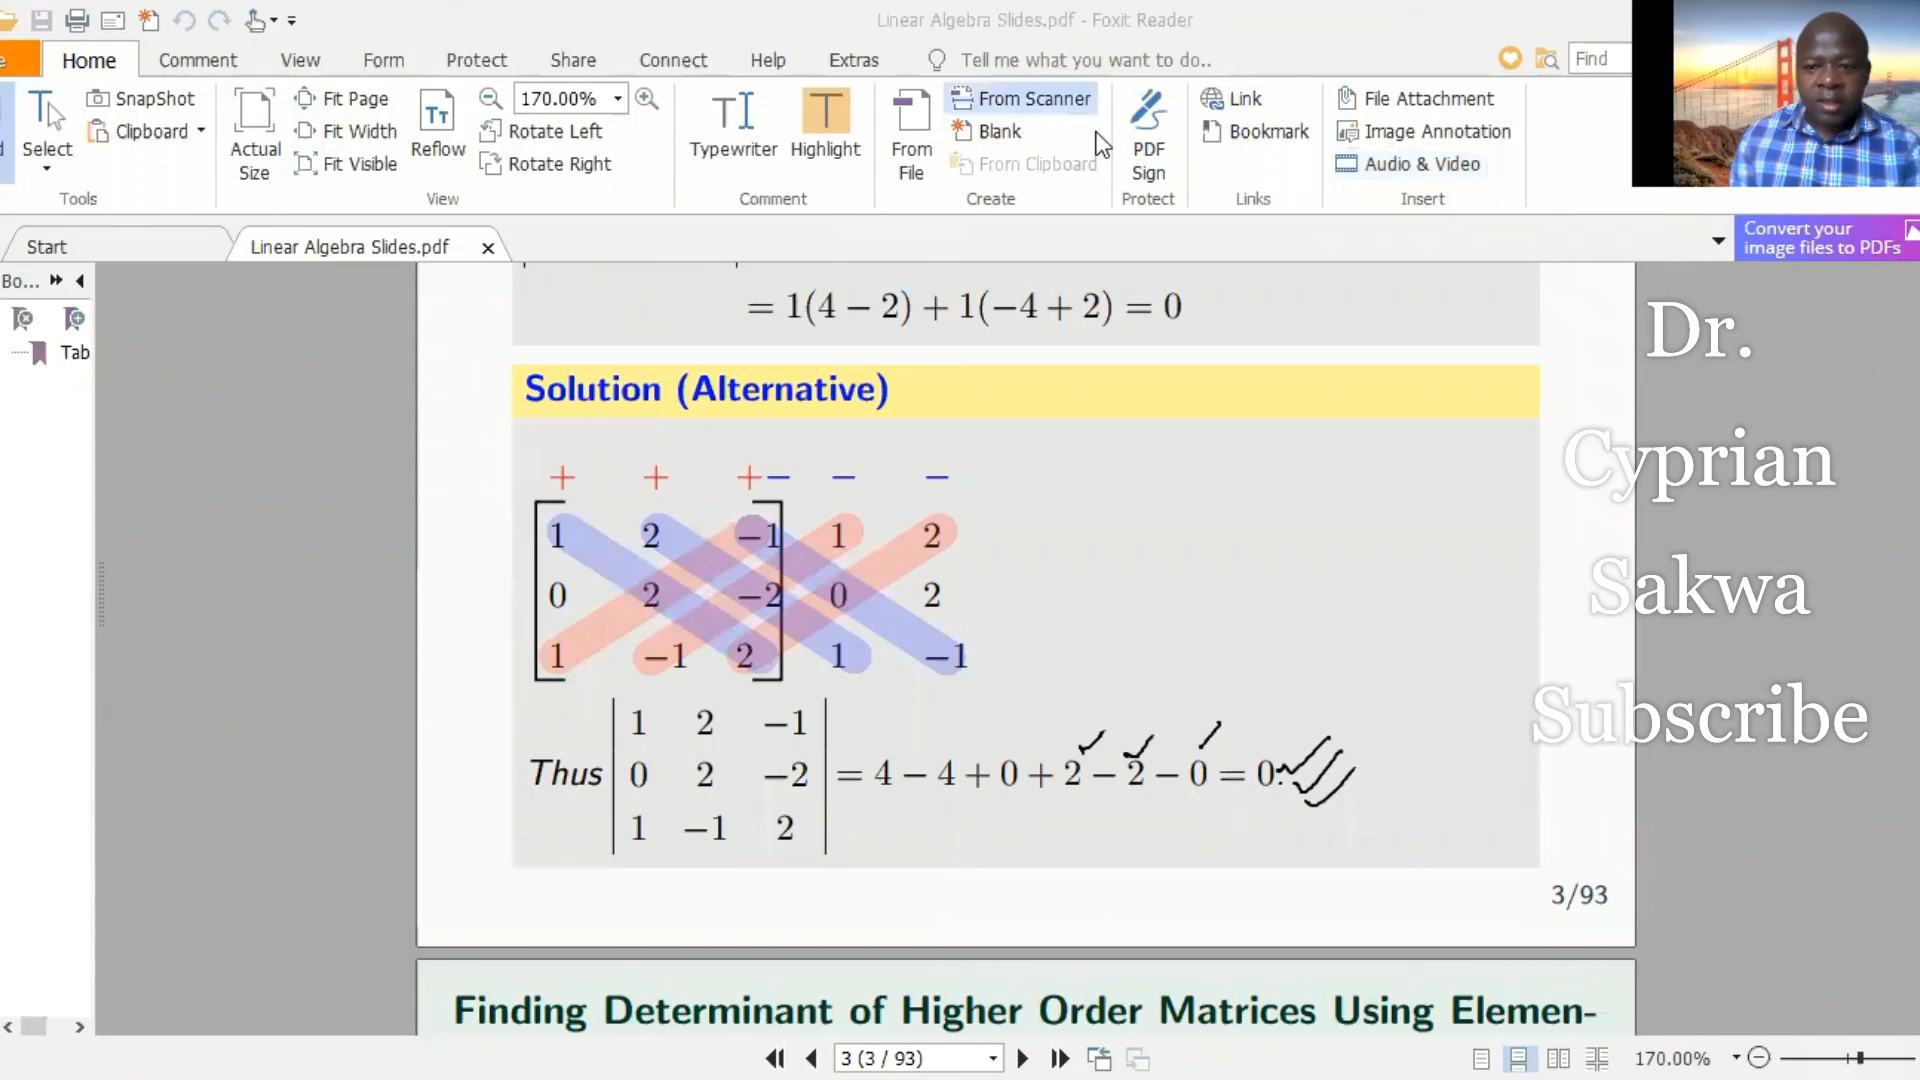 Linear Algebra Slides.pdf - Foxit Reader
Home Comment View Form Protect Share Connect Help Extras Tell me what you want to do.. Find
Select
SnapShot
Clipboard
Tools
Actual Size
Fit Page
Fit Width
Fit Visible
Reflow
170.00%
Rotate Left
Rotate Right
View
Typewriter
Highlight
Comment
From File
From Scanner
Blank
From Clipboard
Create
PDF Sign
Protect
Link
Bookmark
Links
File Attachment
Image Annotation
Audio & Video
Insert
Start
Linear Algebra Slides.pdf
Convert your
image files to PDFs
Bo...
Tab
= 1(4 − 2) + 1(−4 + 2) = 0
Solution (Alternative)
+ + + − − −
1 2 −1 1 2
0 2 −2 0 2
1 −1 2 1 −1
1 2 −1
Thus 0 2 −2 = 4 − 4 + 0 + 2 − 2 − 0 = 0.
1 −1 2
3/93
Finding Determinant of Higher Order Matrices Using Elemen-
Dr.
Cyprian
Sakwa
Subscribe
3 (3 / 93)
170.00%